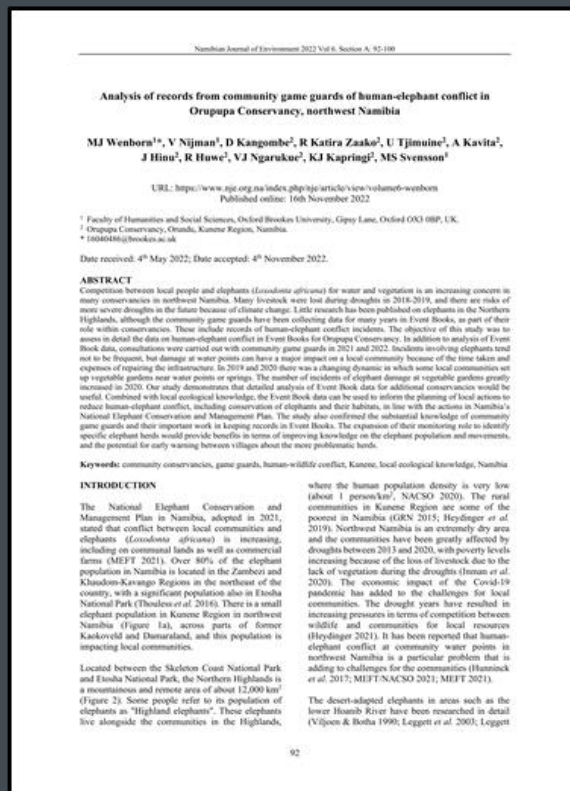 Namibian Journal of Environment 2022 Vol 6. Section A: 92-100
Analysis of records from community game guards of human-elephant conflict in
Orupupa Conservancy, northwest Namibia
MJ Wenborn¹*, V Nijman¹, D Kangombe², R Katira Zaako², U Tjimuine², A Kavita²,
J Hinu², R Huwe², VJ Ngarukue², KJ Kapringi², MS Svensson¹
URL: https://www.nje.org.na/index.php/nje/article/view/volume6-wenborn
Published online: 16th November 2022
¹ Faculty of Humanities and Social Sciences, Oxford Brookes University, Gipsy Lane, Oxford OX3 0BP, UK.
² Orupupa Conservancy, Orundu, Kunene Region, Namibia.
* 16040486@brookes.ac.uk
Date received: 4th May 2022; Date accepted: 4th November 2022.
ABSTRACT
Competition between local people and elephants (Loxodonta africana) for water and vegetation is an increasing concern in
many conservancies in northwest Namibia. Many livestock were lost during droughts in 2018-2019, and there are risks of
more severe droughts in the future because of climate change. Little research has been published on elephants in the Northern
Highlands, although the community game guards have been collecting data for many years in Event Books, as part of their
role within conservancies. These include records of human-elephant conflict incidents. The objective of this study was to
assess in detail the data on human-elephant conflict in Event Books for Orupupa Conservancy. In addition to analysis of Event
Book data, consultations were carried out with community game guards in 2021 and 2022. Incidents involving elephants tend
not to be frequent, but damage at water points can have a major impact on a local community because of the time taken and
expenses of repairing the infrastructure. In 2019 and 2020 there was a changing dynamic in which some local communities set
up vegetable gardens near water points or springs. The number of incidents of elephant damage at vegetable gardens greatly
increased in 2020. Our study demonstrates that detailed analysis of Event Book data for additional conservancies would be
useful. Combined with local ecological knowledge, the Event Book data can be used to inform the planning of local actions to
reduce human-elephant conflict, including conservation of elephants and their habitats, in line with the actions in Namibia's
National Elephant Conservation and Management Plan. The study also confirmed the substantial knowledge of community
game guards and their important work in keeping records in Event Books. The expansion of their monitoring role to identify
specific elephant herds would provide benefits in terms of improving knowledge on the elephant population and movements,
and the potential for early warning between villages about the more problematic herds.
Keywords: community conservancies, game guards, human-wildlife conflict, Kunene, local ecological knowledge, Namibia
INTRODUCTION
The National Elephant Conservation and
Management Plan in Namibia, adopted in 2021,
stated that conflict between local communities and
elephants (Loxodonta africana) is increasing,
including on communal lands as well as commercial
farms (MEFT 2021). Over 80% of the elephant
population in Namibia is located in the Zambezi and
Khaudom-Kavango Regions in the northeast of the
country, with a significant population also in Etosha
National Park (Thouless et al. 2016). There is a small
elephant population in Kunene Region in northwest
Namibia (Figure 1a), across parts of former
Kaokoveld and Damaraland, and this population is
impacting local communities.
Located between the Skeleton Coast National Park
and Etosha National Park, the Northern Highlands is
a mountainous and remote area of about 12,000 km²
(Figure 2). Some people refer to its population of
elephants as "Highland elephants". These elephants
live alongside the communities in the Highlands,
where the human population density is very low
(about 1 person/km², NACSO 2020). The rural
communities in Kunene Region are some of the
poorest in Namibia (GRN 2015; Heydinger et al.
2019). Northwest Namibia is an extremely dry area
and the communities have been greatly affected by
droughts between 2013 and 2020, with poverty levels
increasing because of the loss of livestock due to the
lack of vegetation during the droughts (Inman et al.
2020). The economic impact of the Covid-19
pandemic has added to the challenges for local
communities. The drought years have resulted in
increasing pressures in terms of competition between
wildlife and communities for local resources
(Heydinger 2021). It has been reported that human-
elephant conflict at community water points in
northwest Namibia is a particular problem that is
adding to challenges for the communities (Huntinck
et al. 2017; MEFT/NACSO 2021; MEFT 2021).
The desert-adapted elephants in areas such as the
lower Hoanib River have been researched in detail
(Viljoen & Botha 1990; Leggett et al. 2003; Leggett
92